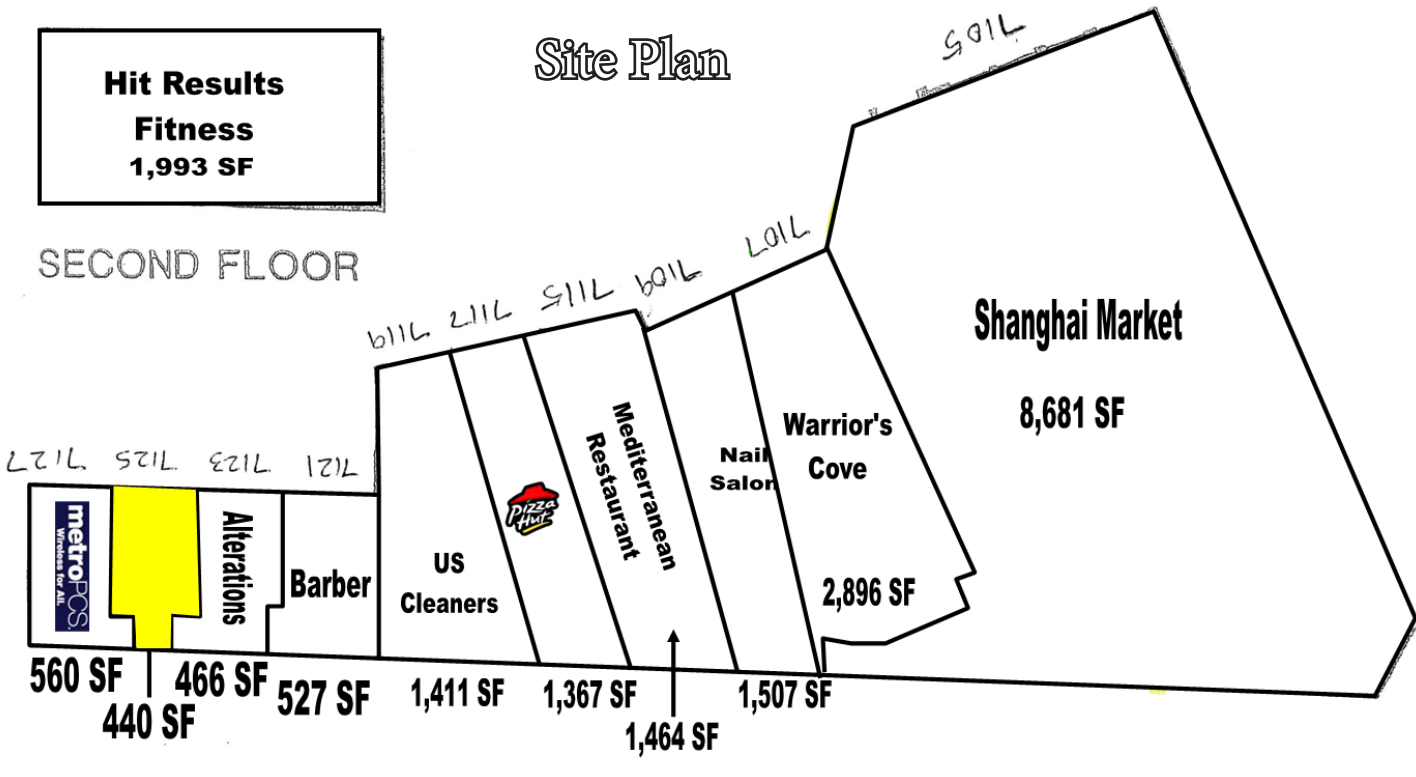 Site Plan
Hit Results
Fitness
1,993 SF
SECOND FLOOR
7105
7107
7109
7115
7117
7119
7121
7123
7125
7127
Shanghai Market
8,681 SF
Warrior's
Cove
2,896 SF
Nail
Salon
Mediterranean
Restaurant
Pizza
Hut
US
Cleaners
Barber
Alterations
metroPCS.
Wireless for All.
560 SF
440 SF
466 SF
527 SF
1,411 SF
1,367 SF
1,464 SF
1,507 SF